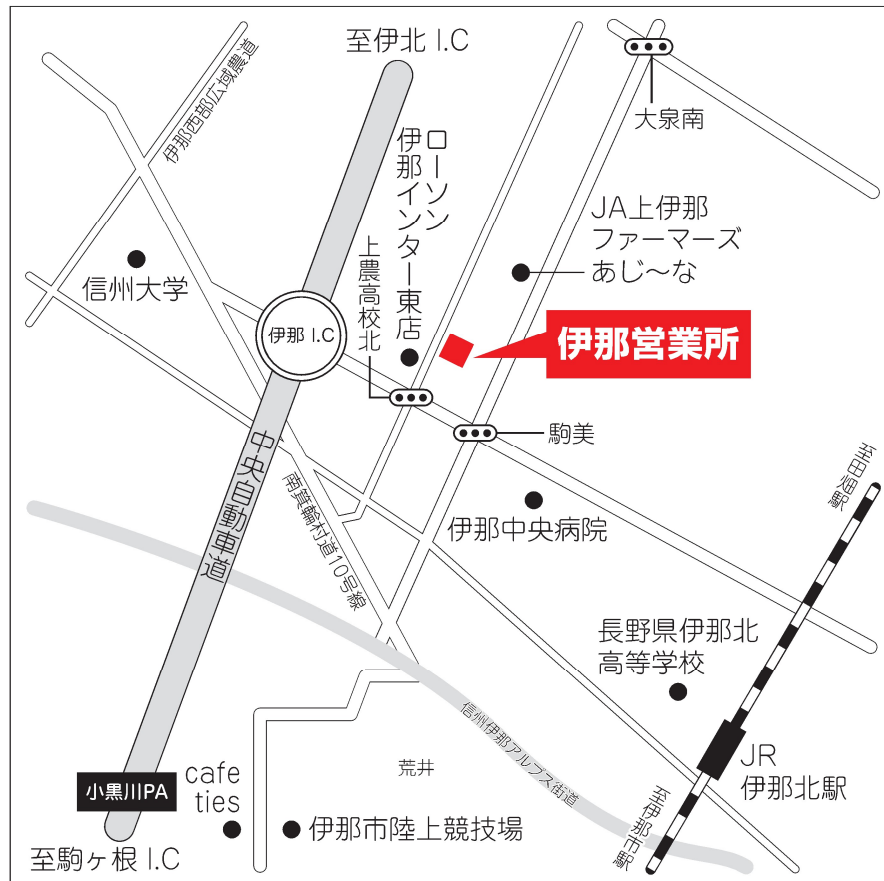 至伊北 I.C
伊那西部広域農道
大泉南
ローソン
伊那インター東店
JA上伊那
ファーマーズ
あじ〜な
上農高校北
信州大学
伊那 I.C
伊那営業所
駒美
中央自動車道
至田畑駅
伊那中央病院
南箕輪村道10号線
長野県伊那北
高等学校
信州伊那アルプス街道
荒井
JR
伊那北駅
小黒川PA
cafe
ties
伊那市陸上競技場
至伊那市駅
至駒ヶ根 I.C